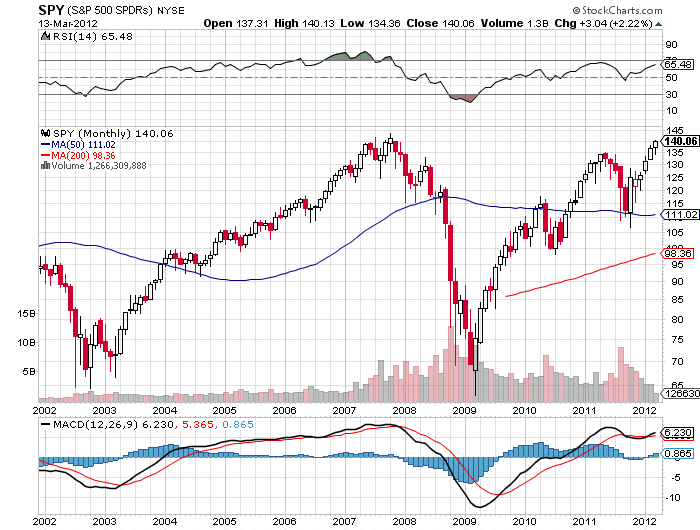 SPY (S&P 500 SPDRs) NYSE
© StockCharts.com
13-Mar-2012
Open 137.31 High 140.13 Low 134.36 Close 140.06 Volume 1.3B Chg +3.04 (+2.22%)
RSI(14) 65.48
90
70
65.48
50
30
10
SPY (Monthly) 140.06
MA(50) 111.02
MA(200) 98.36
Volume 1,266,309,888
145
140.06
135
130
125
120
115
111.02
105
100
98.36
95
90
85
80
75
70
65
15B
10B
5B
126630
2002 2003 2004 2005 2006 2007 2008 2009 2010 2011 2012
MACD(12,26,9) 6.230, 5.365, 0.865
6.230
0.865
-5
-10
2002 2003 2004 2005 2006 2007 2008 2009 2010 2011 2012